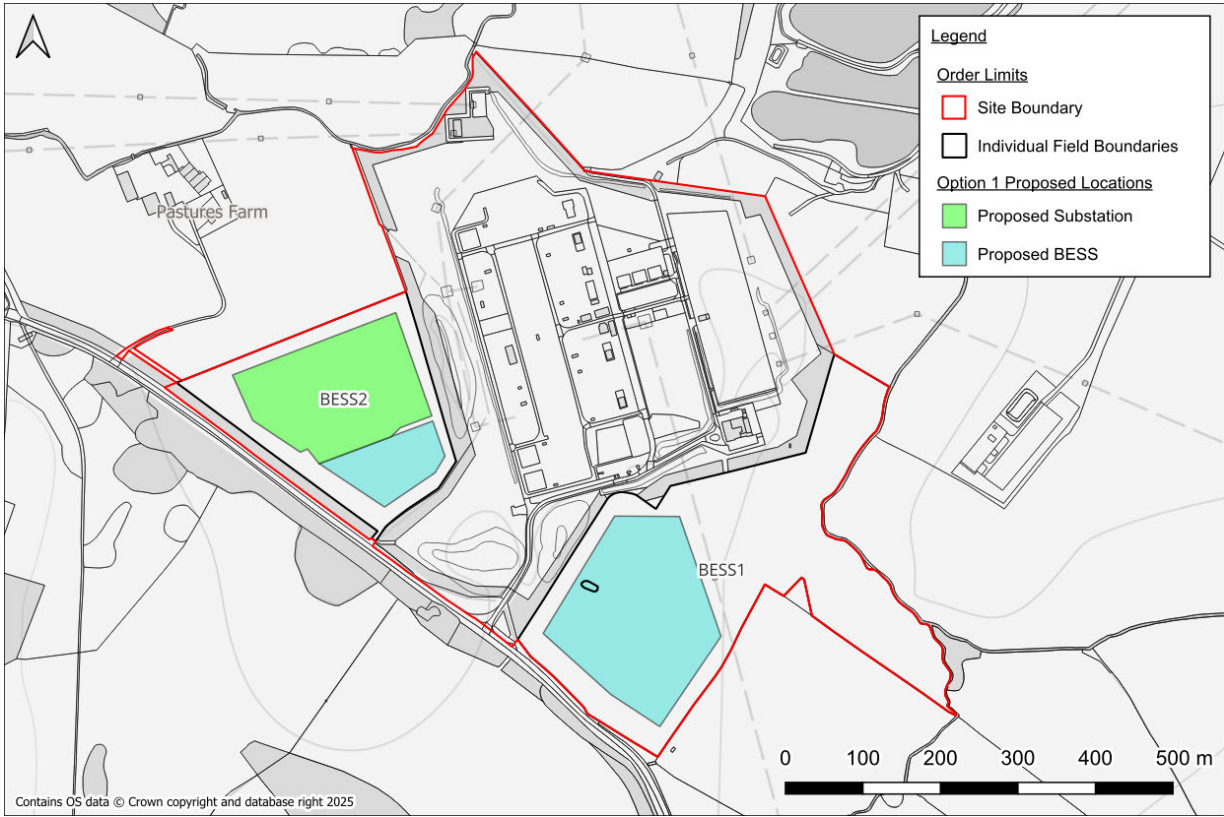 Legend
Order Limits
Site Boundary
Individual Field Boundaries
Option 1 Proposed Locations
Proposed Substation
Proposed BESS
Pastures Farm
BESS2
BESS1
0 100 200 300 400 500 m
Contains OS data © Crown copyright and database right 2025